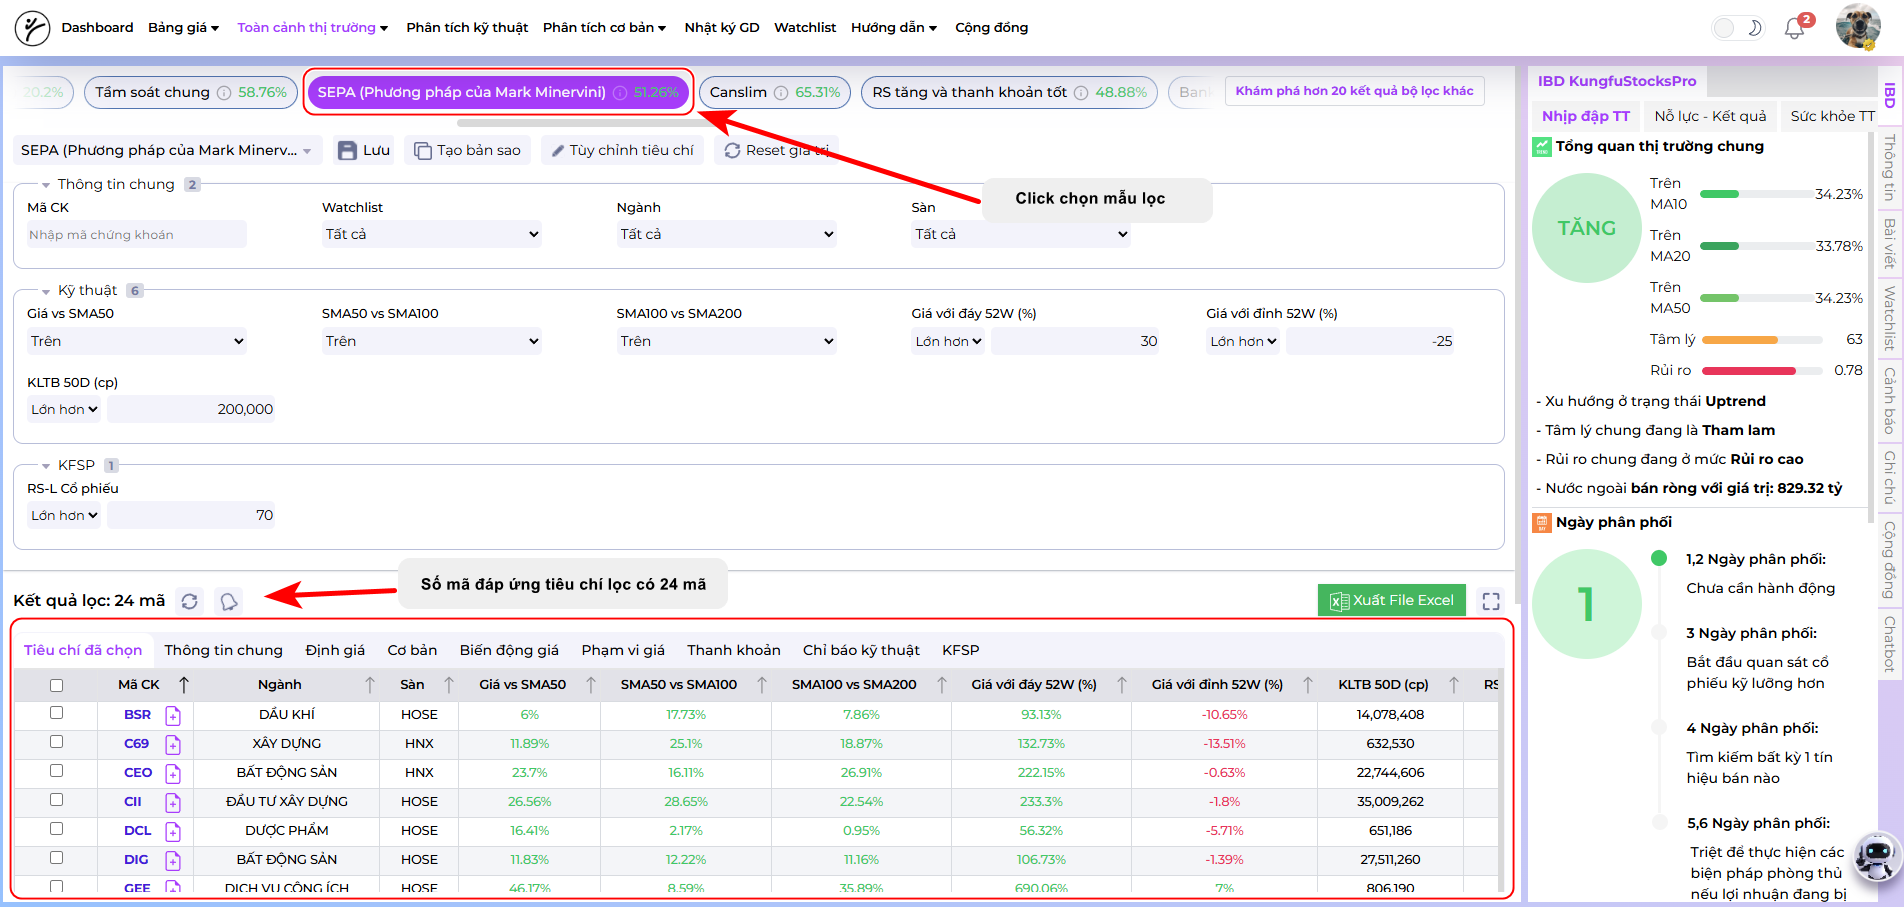 Dashboard Bảng giá Toàn cảnh thị trường Phân tích kỹ thuật Phân tích cơ bản Nhật ký GD Watchlist Hướng dẫn Cộng đồng 2
20.2% Tầm soát chung 58.76% SEPA (Phương pháp của Mark Minervini) 51.26% Canslim 65.31% RS tăng và thanh khoản tốt 48.88% Khám phá hơn 20 kết quả bộ lọc khác
SEPA (Phương pháp của Mark Minerv... Lưu Tạo bản sao Tùy chỉnh tiêu chí Reset giá trị
Click chọn mẫu lọc
Thông tin chung 2
Mã CK Watchlist Ngành Sàn
Nhập mã chứng khoán Tất cả Tất cả Tất cả
Kỹ thuật 6
Giá vs SMA50 SMA50 vs SMA100 SMA100 vs SMA200 Giá với đáy 52W (%) Giá với đỉnh 52W (%)
Trên Trên Trên Lớn hơn 30 Lớn hơn -25
KLTB 50D (cp)
Lớn hơn 200,000
KFSP 1
RS-L Cổ phiếu
Lớn hơn 70
Số mã đáp ứng tiêu chí lọc có 24 mã
Kết quả lọc: 24 mã Xuất File Excel
Tiêu chí đã chọn Thông tin chung Định giá Cơ bản Biến động giá Phạm vi giá Thanh khoản Chỉ báo kỹ thuật KFSP
Mã CK Ngành Sàn Giá vs SMA50 SMA50 vs SMA100 SMA100 vs SMA200 Giá với đáy 52W (%) Giá với đỉnh 52W (%) KLTB 50D (cp)
BSR DẦU KHÍ HOSE 6% 17.73% 7.86% 93.13% -10.65% 14,078,408
C69 XÂY DỰNG HNX 11.89% 25.1% 18.87% 132.73% -13.51% 632,530
CEO BẤT ĐỘNG SẢN HNX 23.7% 16.11% 26.91% 222.15% -0.63% 22,744,606
CII ĐẦU TƯ XÂY DỰNG HOSE 26.56% 28.65% 22.54% 233.3% -1.8% 35,009,262
DCL DƯỢC PHẨM HOSE 16.41% 2.17% 0.95% 56.32% -5.71% 651,186
DIG BẤT ĐỘNG SẢN HOSE 11.83% 12.22% 11.16% 106.73% -1.39% 27,511,260
GEE DỊCH VỤ CÔNG ÍCH HOSE 46.17% 8.59% 35.89% 690.06% 7% 806,190
IBD KungfuStocksPro
Nhịp đập TT Nỗ lực - Kết quả Sức khỏe TT
Tổng quan thị trường chung
TĂNG
Trên MA10 34.23%
Trên MA20 33.78%
Trên MA50 34.23%
Tâm lý 63
Rủi ro 0.78
- Xu hướng ở trạng thái Uptrend
- Tâm lý chung đang là Tham lam
- Rủi ro chung đang ở mức Rủi ro cao
- Nước ngoài bán ròng với giá trị: 829.32 tỷ
Ngày phân phối
1
1,2 Ngày phân phối:
Chưa cần hành động
3 Ngày phân phối:
Bắt đầu quan sát cổ
phiếu kỹ lưỡng hơn
4 Ngày phân phối:
Tìm kiếm bất kỳ 1 tín
hiệu bán nào
5,6 Ngày phân phối:
Triệt để thực hiện các
biện pháp phòng thủ
nếu lợi nhuận đang bị
IBD
Thông tin
Bài viết
Watchlist
Cảnh báo
Ghi chú
Cộng đồng
Chatbot